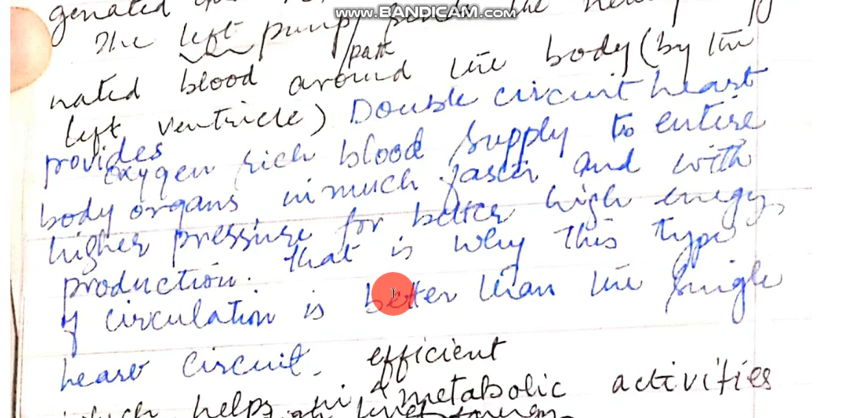 www.BANDICAM.com
The left pump the
part
nated blood around the body (by the
left ventricle) Double circuit heart
provides oxygen rich blood supply to entire
body organs in much faster and with
higher pressure for better high energy
production. That is why this type
of circulation is better than the single
heart circuit. efficient
which helps in metabolic activities